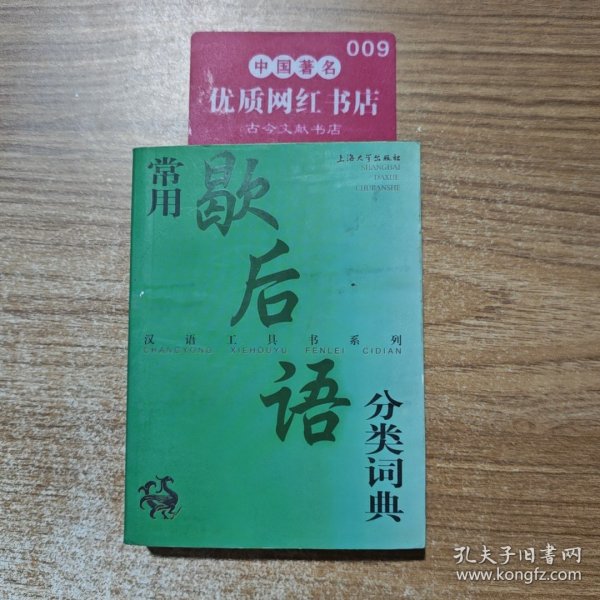 009
中国著名
优质网红书店
古今文献书店
上海大学出版社
SHANGHAI
DAXUE
CHUBANSHE
常用
歇后语
汉语工具书系列
CHANGYONG XIEHOUYU FENLEI CIDIAN
分类词典
孔夫子旧书网
www.kongfz.com